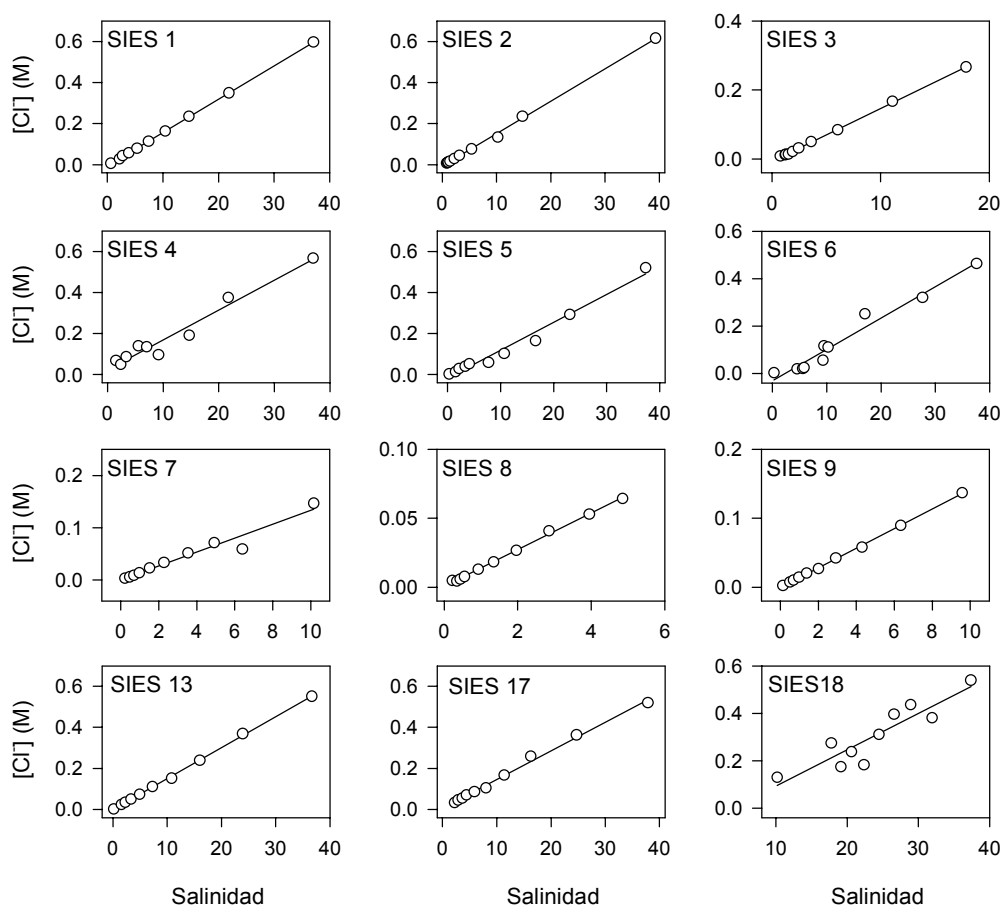 SIES 1
SIES 2
SIES 3
[Cl-] (M)
0.6
0.4
0.2
0.0
0 10 20 30 40
0.6
0.4
0.2
0.0
0 10 20 30 40
0.4
0.2
0.0
0 10 20
SIES 4
SIES 5
SIES 6
[Cl-] (M)
0.6
0.4
0.2
0.0
0 10 20 30 40
0.6
0.4
0.2
0.0
0 10 20 30 40
0.6
0.4
0.2
0.0
0 10 20 30 40
SIES 7
SIES 8
SIES 9
[Cl-] (M)
0.2
0.1
0.0
0 2 4 6 8 10
0.10
0.05
0.00
0 2 4 6
0.2
0.1
0.0
0 2 4 6 8 10
SIES 13
SIES 17
SIES18
[Cl-] (M)
0.6
0.4
0.2
0.0
0 10 20 30 40
0.6
0.4
0.2
0.0
0 10 20 30 40
0.6
0.4
0.2
0.0
10 20 30 40
Salinidad
Salinidad
Salinidad